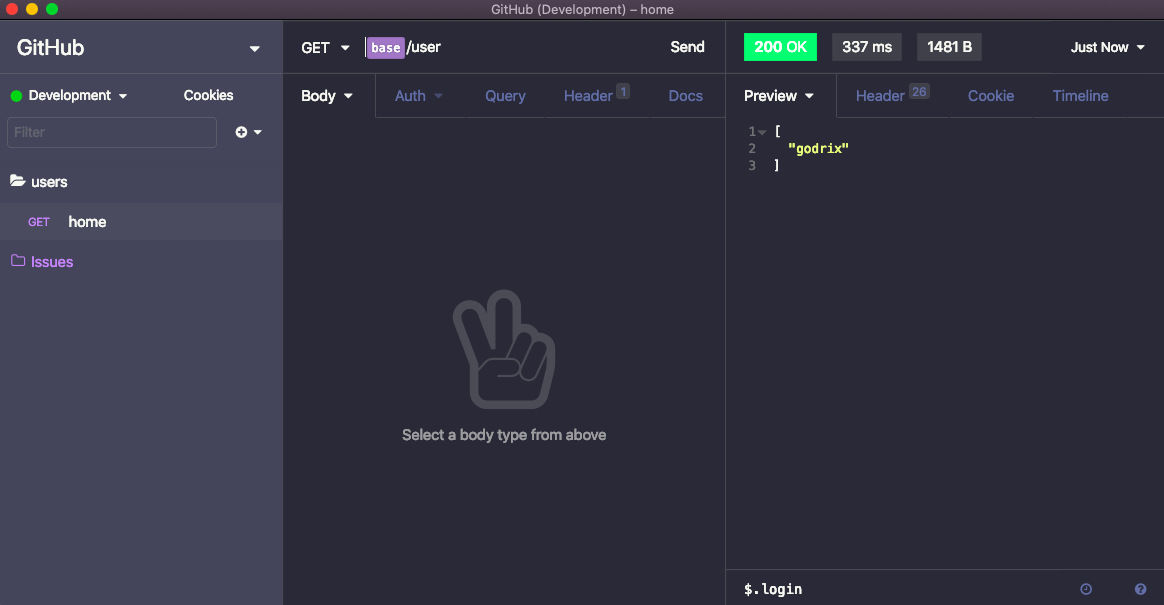 GitHub (Development) – home
GitHub
Development
Cookies
Filter
users
GET home
Issues
GET base/user Send
Body Auth Query Header 1 Docs
Select a body type from above
200 OK 337 ms 1481 B Just Now
Preview Header 26 Cookie Timeline
1 [
2 "godrix"
3 ]
$.login